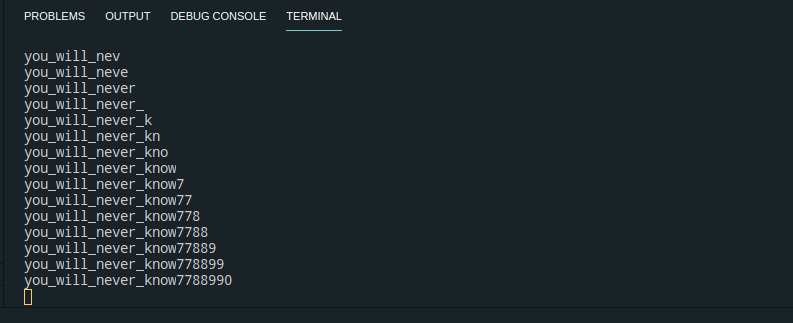 PROBLEMS OUTPUT DEBUG CONSOLE TERMINAL
you_will_nev
you_will_neve
you_will_never
you_will_never_
you_will_never_k
you_will_never_kn
you_will_never_kno
you_will_never_know
you_will_never_know7
you_will_never_know77
you_will_never_know778
you_will_never_know7788
you_will_never_know77889
you_will_never_know778899
you_will_never_know7788990